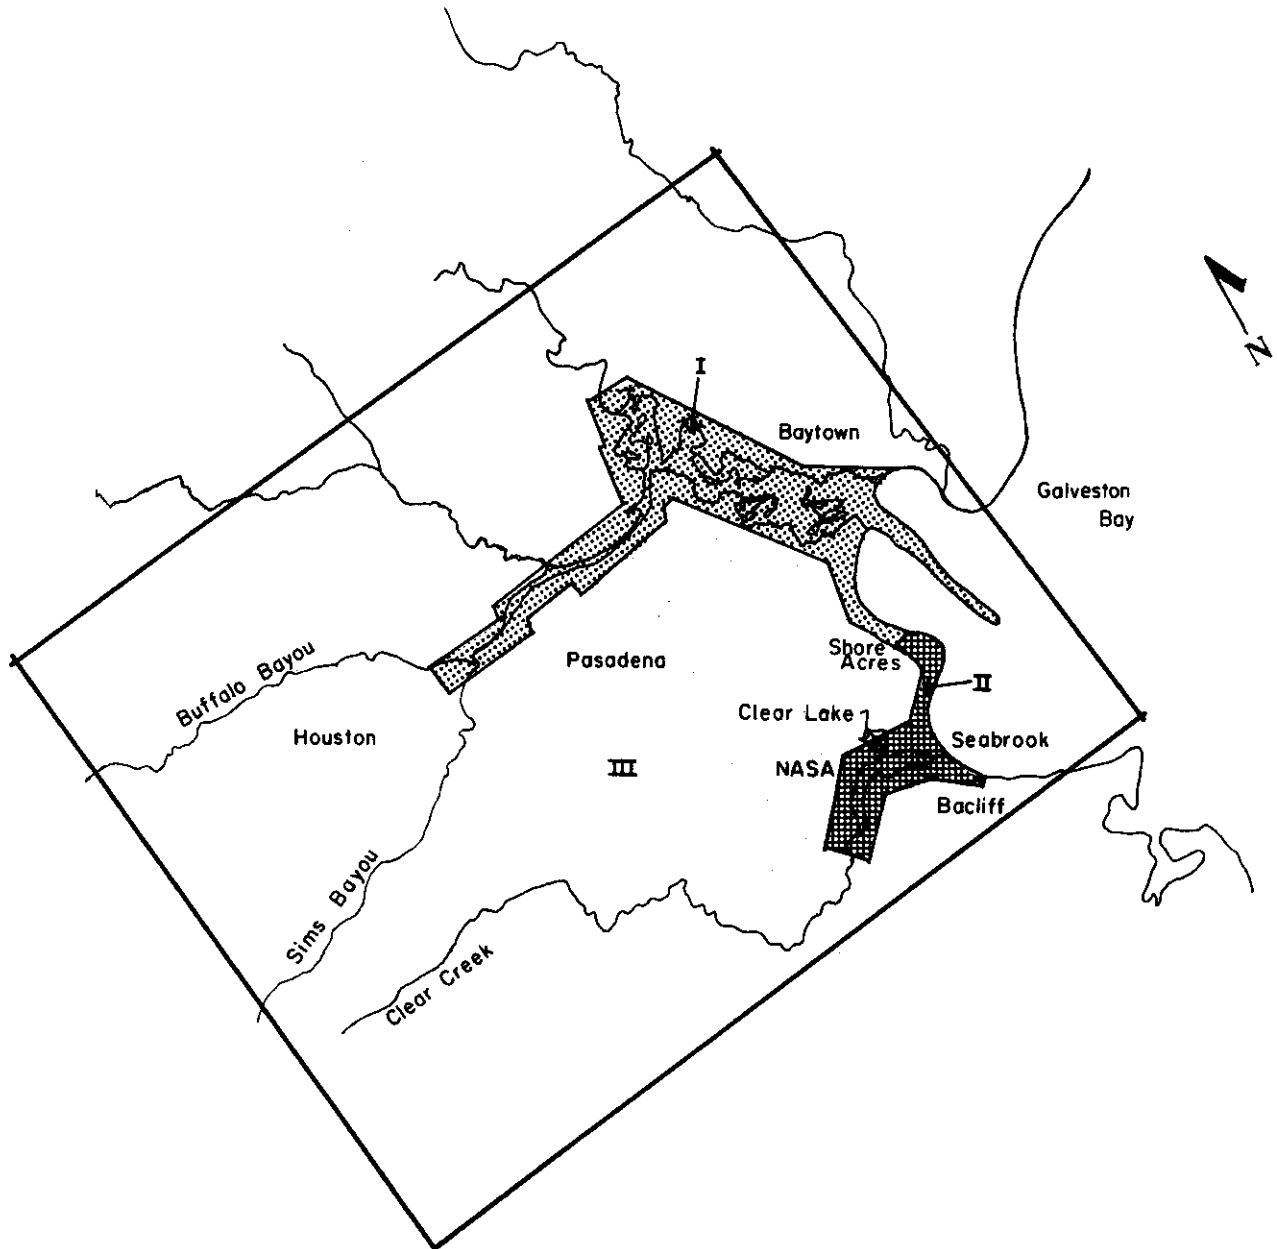 I
Baytown
Galveston
Bay
N
Shore
Acres
Pasadena
II
Buffalo Bayou
Clear Lake
Houston
Seabrook
III
NASA
Bacliff
Sims Bayou
Clear Creek